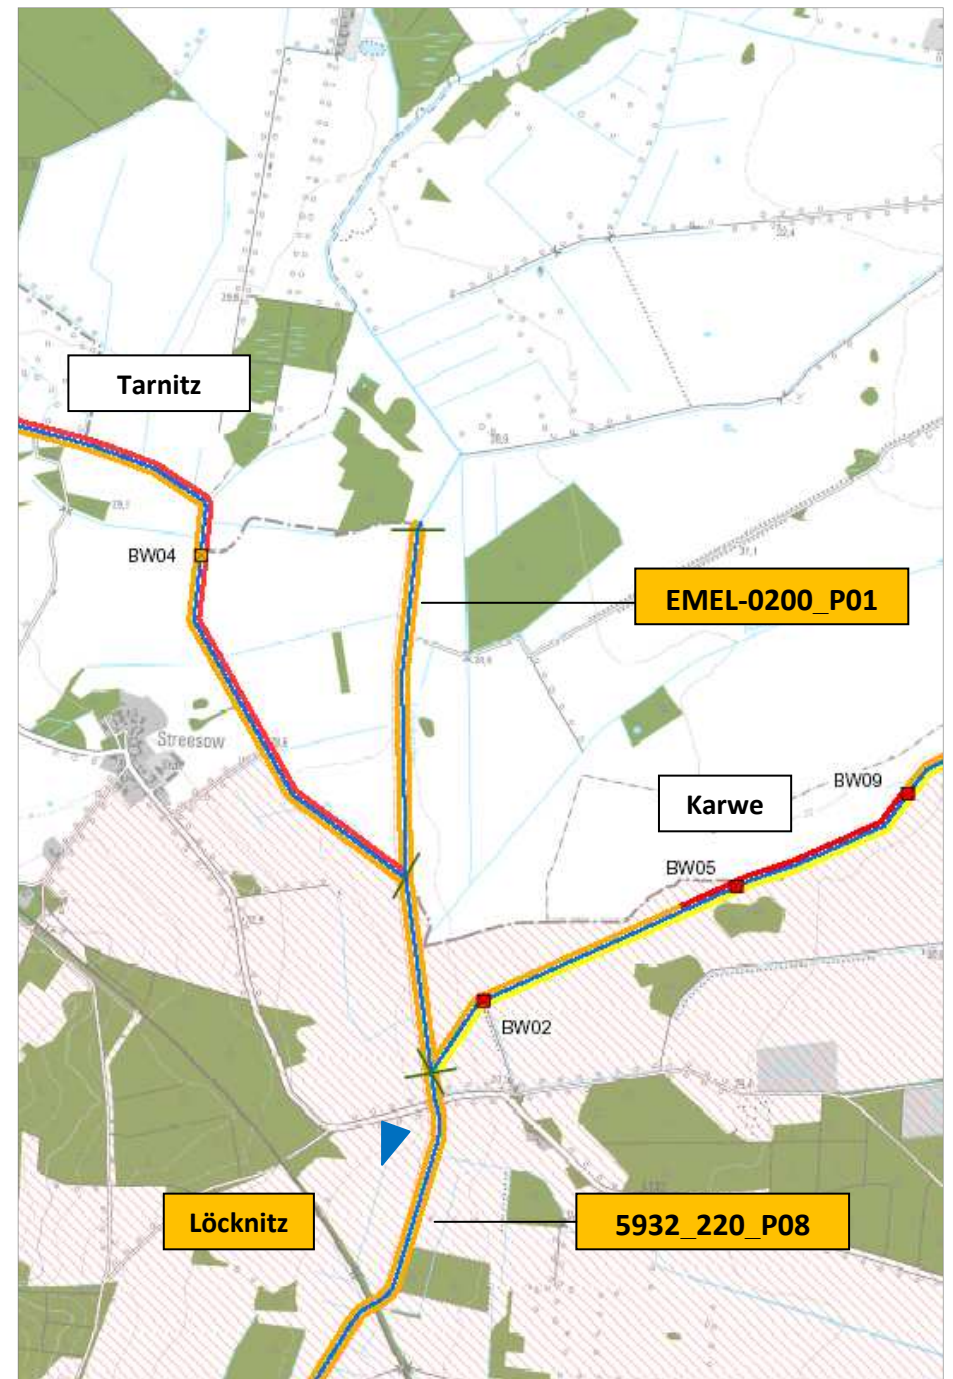 Tarnitz
BW04
EMEL-0200_P01
Streesow
Karwe
BW09
BW05
BW02
Löcknitz
5932_220_P08